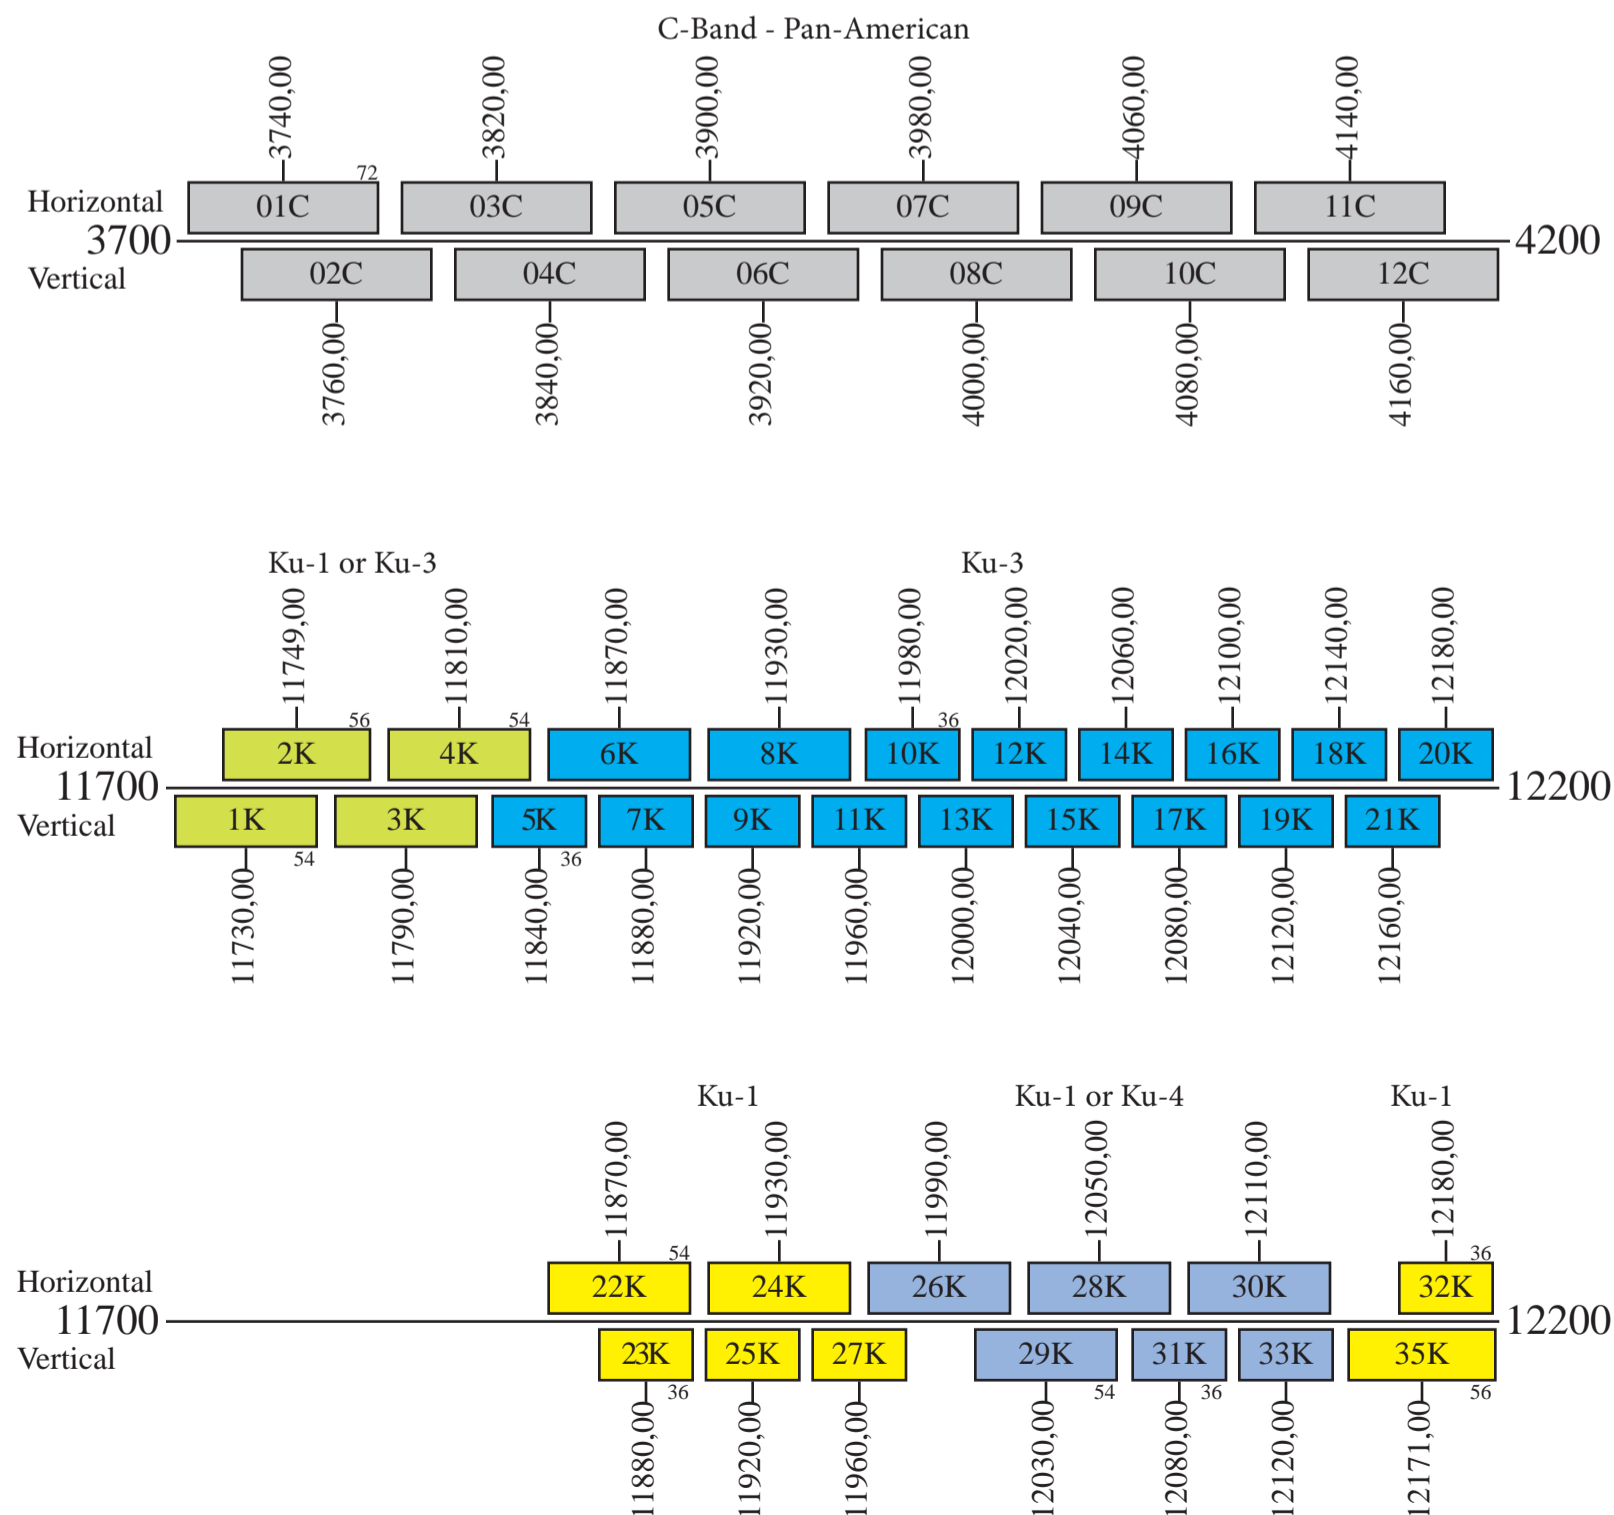 C-Band - Pan-American
3740,00 3820,00 3900,00 3980,00 4060,00 4140,00
72
Horizontal 01C 03C 05C 07C 09C 11C
3700 4200
Vertical 02C 04C 06C 08C 10C 12C
3760,00 3840,00 3920,00 4000,00 4080,00 4160,00
Ku-1 or Ku-3 Ku-3
11749,00 11810,00 11870,00 11930,00 11980,00 12020,00 12060,00 12100,00 12140,00 12180,00
56 54 36
Horizontal 2K 4K 6K 8K 10K 12K 14K 16K 18K 20K
11700 12200
Vertical 1K 3K 5K 7K 9K 11K 13K 15K 17K 19K 21K
54 36
11730,00 11790,00 11840,00 11880,00 11920,00 11960,00 12000,00 12040,00 12080,00 12120,00 12160,00
Ku-1 Ku-1 or Ku-4 Ku-1
11870,00 11930,00 11990,00 12050,00 12110,00 12180,00
54 36
Horizontal 22K 24K 26K 28K 30K 32K
11700 12200
Vertical 23K 25K 27K 29K 31K 33K 35K
36 54 36 56
11880,00 11920,00 11960,00 12030,00 12080,00 12120,00 12171,00